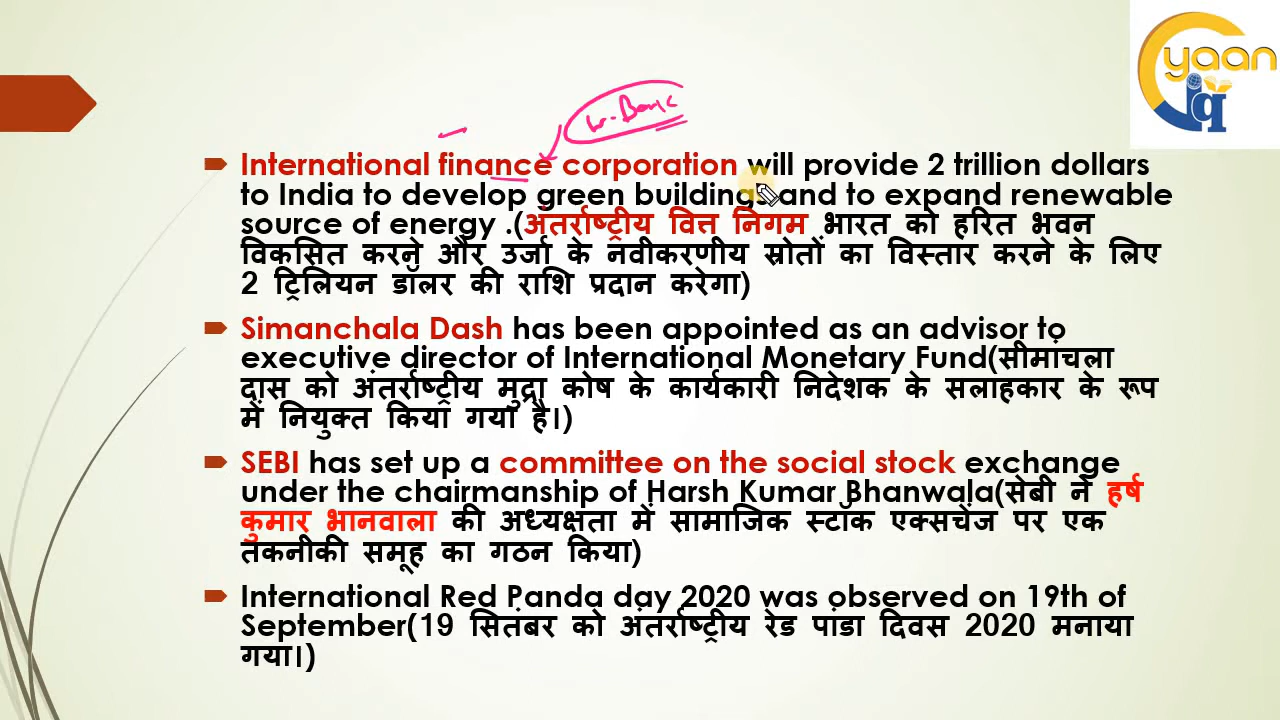 yaan
q
w. Bank
International finance corporation will provide 2 trillion dollars
to India to develop green buildings and to expand renewable
source of energy .(अंतर्राष्ट्रीय वित्त निगम भारत को हरित भवन
विकसित करने और उर्जा के नवीकरणीय स्रोतों का विस्तार करने के लिए
2 ट्रिलियन डॉलर की राशि प्रदान करेगा)
Simanchala Dash has been appointed as an advisor to
executive director of International Monetary Fund(सीमाचला
दास को अंतर्राष्ट्रीय मुद्रा कोष के कार्यकारी निदेशक के सलाहकार के रूप
में नियुक्त किया गया है।)
SEBI has set up a committee on the social stock exchange
under the chairmanship of Harsh Kumar Bhanwala(सेबी ने हर्ष
कुमार भानवाला की अध्यक्षता में सामाजिक स्टॉक एक्सचेंज पर एक
तकनीकी समूह का गठन किया)
International Red Panda day 2020 was observed on 19th of
September(19 सितंबर को अंतर्राष्ट्रीय रेड पांडा दिवस 2020 मनाया
गया।)